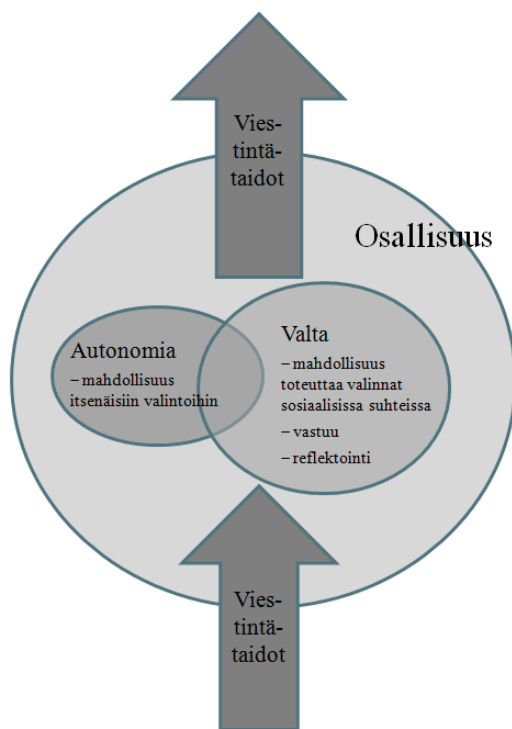 Vies-
tintä-
taidot
Osallisuus
Autonomia
– mahdollisuus
itsenäisiin valintoihin
Valta
– mahdollisuus
toteuttaa valinnat
sosiaalisissa suhteissa
– vastuu
– reflektointi
Vies-
tintä-
taidot